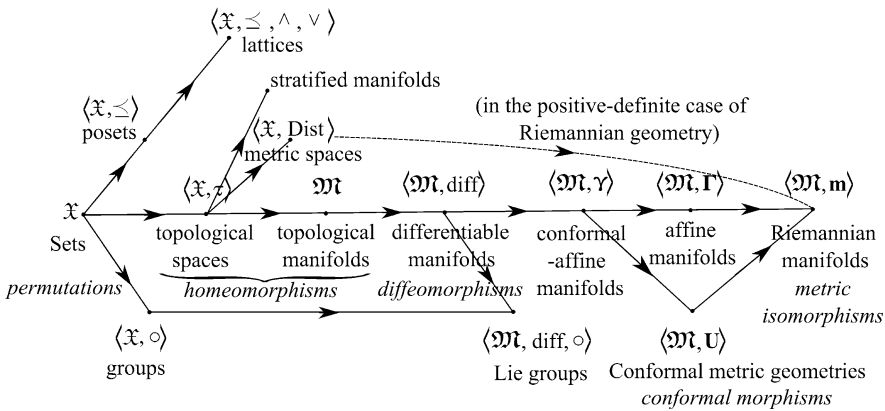 ⟨𝔛, ⪯, ∧, ∨⟩
lattices
stratified manifolds
⟨𝔛, ⪯⟩
posets
⟨𝔛, Dist⟩
metric spaces
(in the positive-definite case of
Riemannian geometry)
𝔛
Sets
permutations
⟨𝔛, τ⟩
topological
spaces
𝔐
topological
manifolds
homeomorphisms
⟨𝔐, diff⟩
differentiable
manifolds
diffeomorphisms
⟨𝔐, Υ⟩
conformal
-affine
manifolds
⟨𝔐, Γ⟩
affine
manifolds
⟨𝔐, m⟩
Riemannian
manifolds
metric
isomorphisms
⟨𝔛, ○⟩
groups
⟨𝔐, diff, ○⟩
Lie groups
⟨𝔐, U⟩
Conformal metric geometries
conformal morphisms